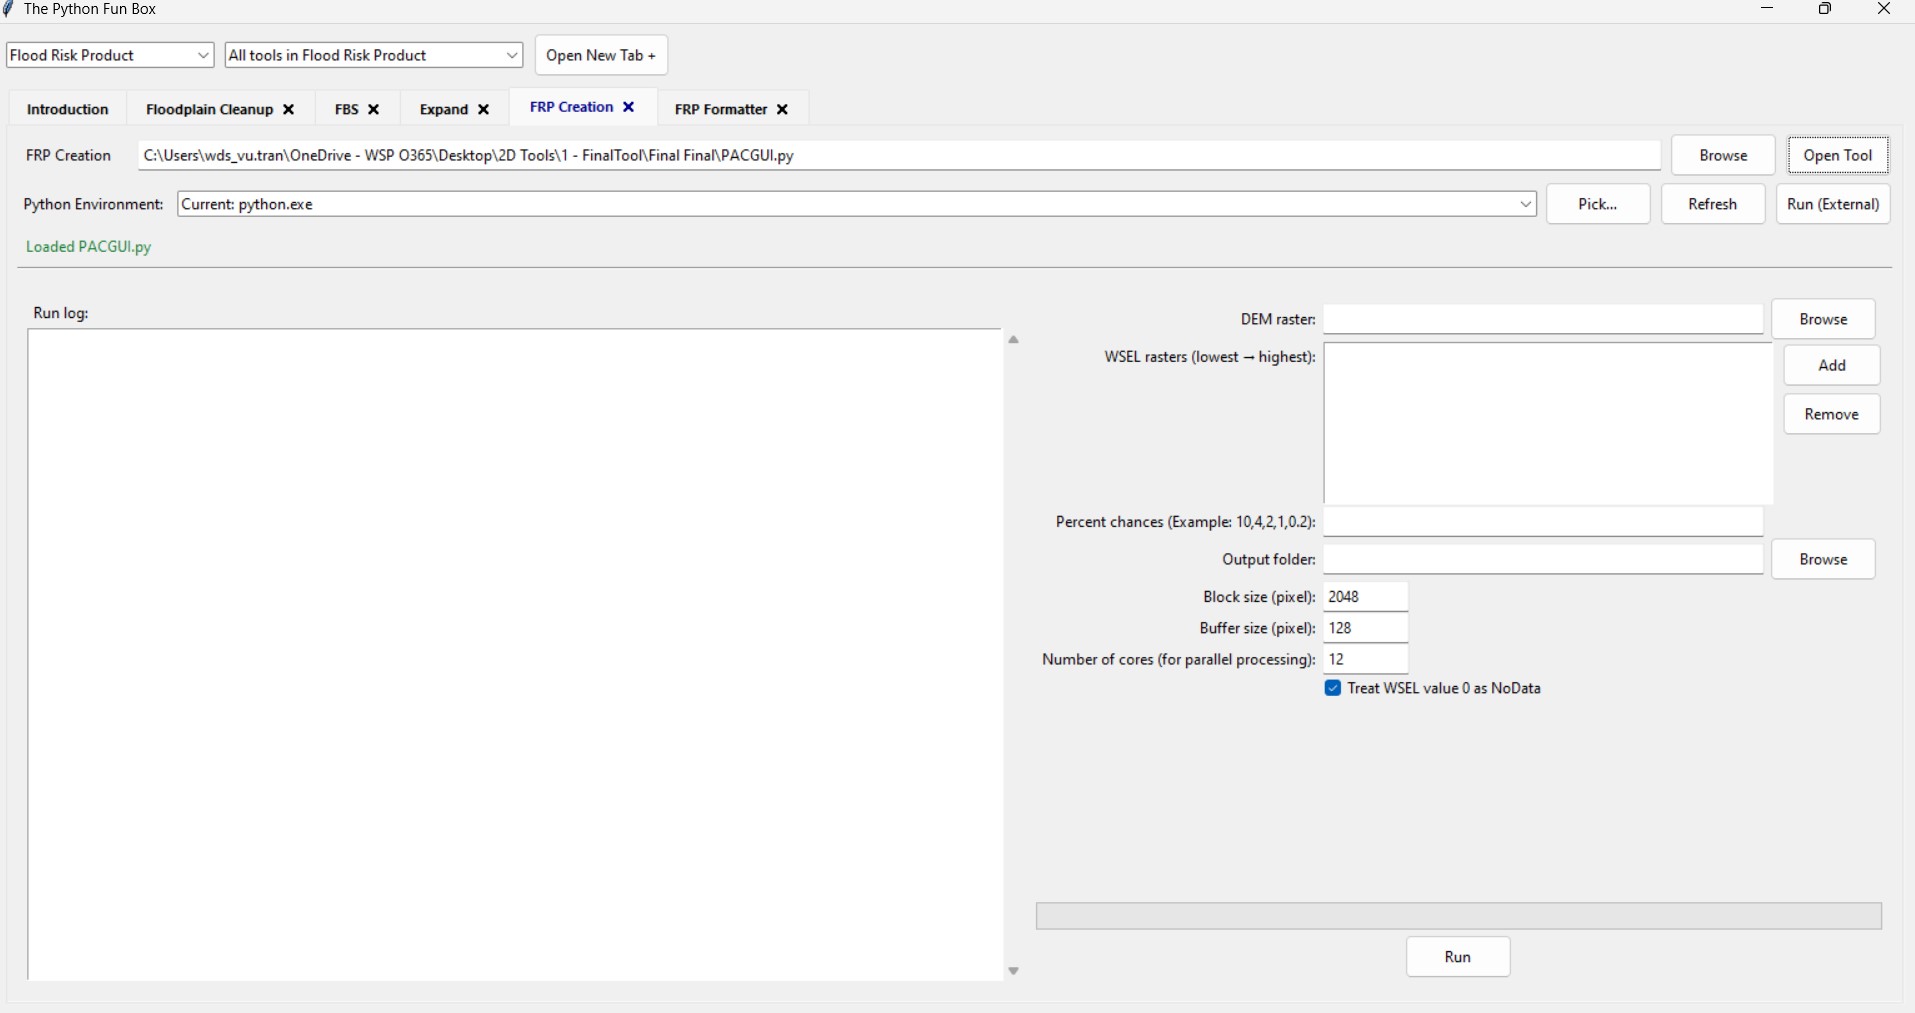 The Python Fun Box
Flood Risk Product All tools in Flood Risk Product Open New Tab +
Introduction Floodplain Cleanup ✕ FBS ✕ Expand ✕ FRP Creation ✕ FRP Formatter ✕
FRP Creation C:\Users\wds_vu.tran\OneDrive - WSP O365\Desktop\2D Tools\1 - FinalTool\Final Final\PACGUI.py Browse Open Tool
Python Environment: Current: python.exe Pick... Refresh Run (External)
Loaded PACGUI.py
Run log:
DEM raster: Browse
WSEL rasters (lowest → highest):
Add
Remove
Percent chances (Example: 10,4,2,1,0.2):
Output folder: Browse
Block size (pixel): 2048
Buffer size (pixel): 128
Number of cores (for parallel processing): 12
Treat WSEL value 0 as NoData
Run